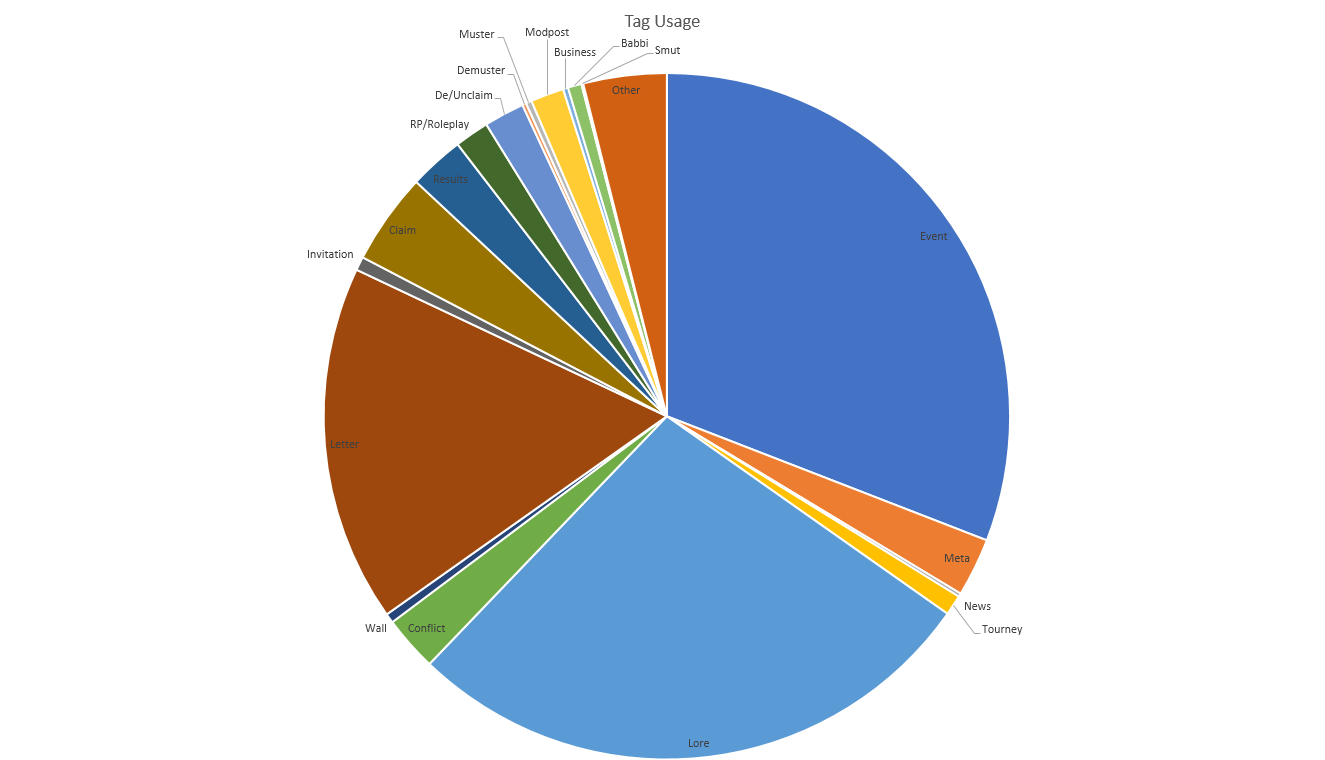 Tag Usage
Muster
Modpost
Babbi
Business
Smut
Demuster
De/Unclaim
Other
RP/Roleplay
Results
Claim
Event
Invitation
Letter
Meta
News
Wall
Conflict
Tourney
Lore